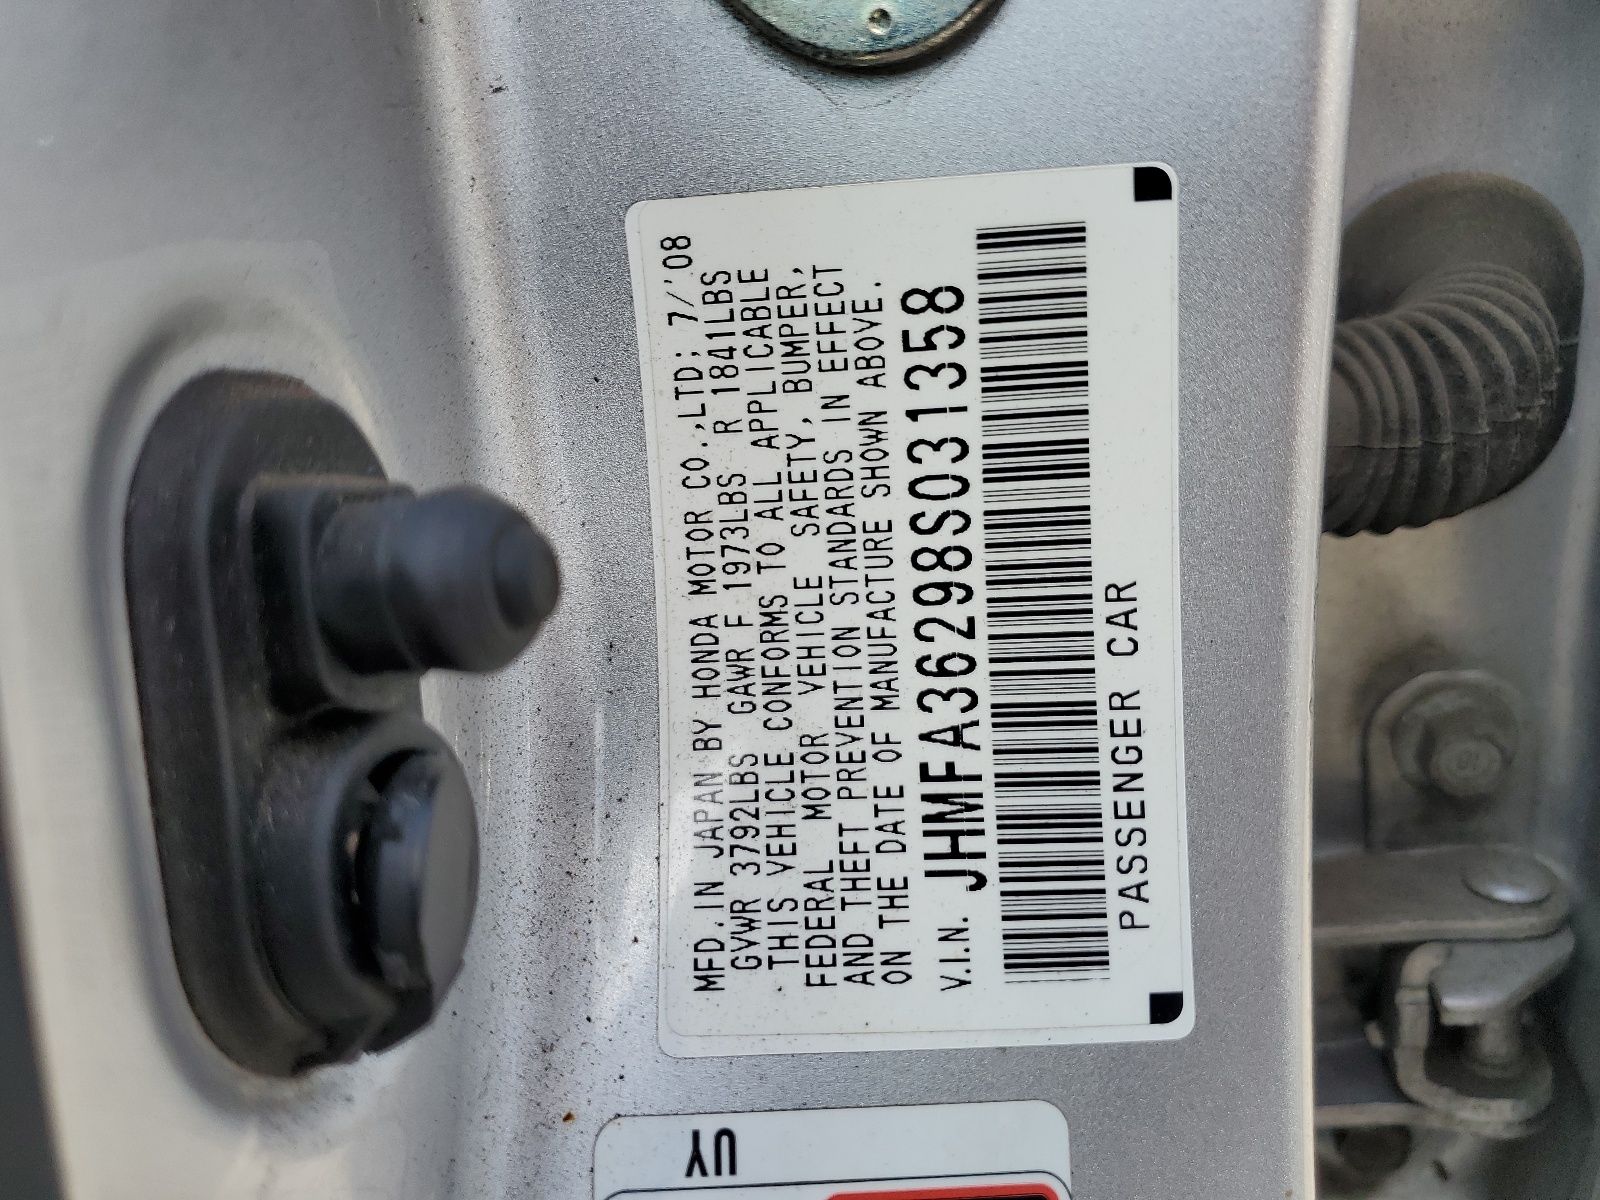 MFD. IN JAPAN BY HONDA MOTOR CO.,LTD; 7/'08
GVWR 3792LBS GAWR F 1973LBS R 1841LBS
THIS VEHICLE CONFORMS TO ALL APPLICABLE
FEDERAL MOTOR VEHICLE SAFETY, BUMPER,
AND THEFT PREVENTION STANDARDS IN EFFECT
ON THE DATE OF MANUFACTURE SHOWN ABOVE.
V.I.N. JHMFA36298S031358
PASSENGER CAR
UY